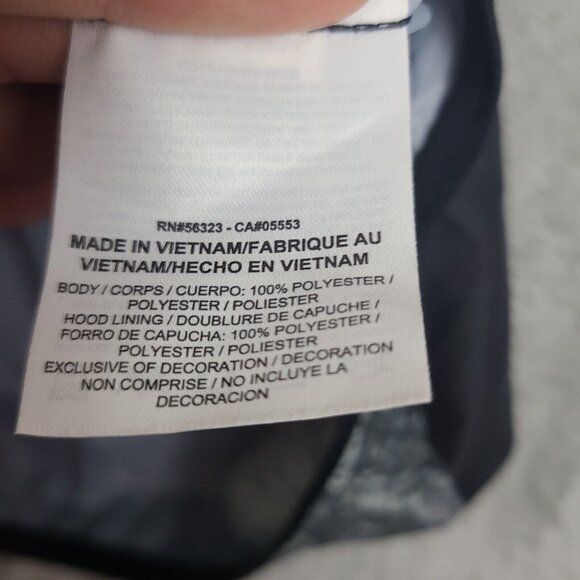 RN#56323 - CA#05553
MADE IN VIETNAM/FABRIQUE AU
VIETNAM/HECHO EN VIETNAM
BODY / CORPS / CUERPO: 100% POLYESTER /
POLYESTER / POLIESTER
HOOD LINING / DOUBLURE DE CAPUCHE /
FORRO DE CAPUCHA: 100% POLYESTER /
POLYESTER / POLIESTER
EXCLUSIVE OF DECORATION / DECORATION
NON COMPRISE / NO INCLUYE LA
DECORACION